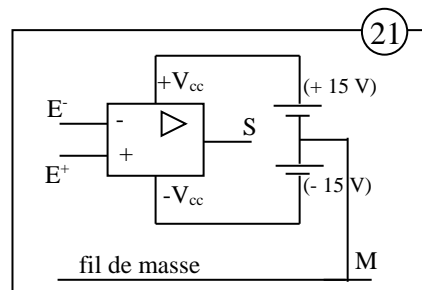 21
+Vcc
(+ 15 V)
E-
-
S
+
E+
(- 15 V)
-Vcc
fil de masse
M